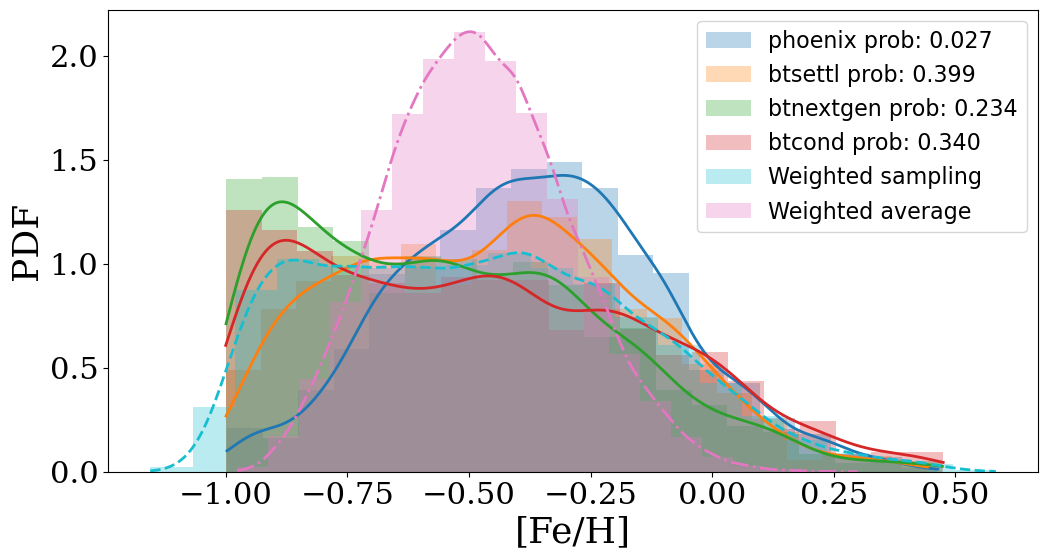 phoenix prob: 0.027
btsettl prob: 0.399
btnextgen prob: 0.234
btcond prob: 0.340
Weighted sampling
Weighted average
PDF
2.0
1.5
1.0
0.5
0.0
−1.00 −0.75 −0.50 −0.25 0.00 0.25 0.50
[Fe/H]